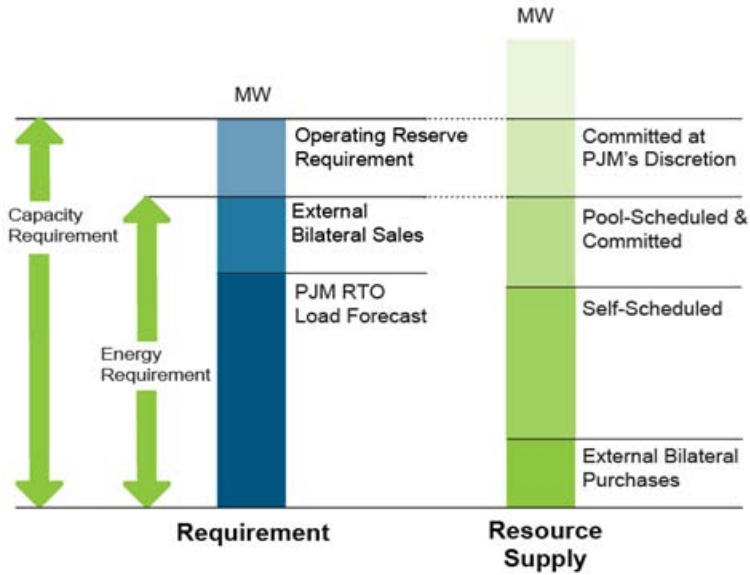 MW
MW
Capacity
Requirement
Energy
Requirement
Operating Reserve
Requirement
External
Bilateral Sales
PJM RTO
Load Forecast
Committed at
PJM's Discretion
Pool-Scheduled &
Committed
Self-Scheduled
External Bilateral
Purchases
Requirement
Resource
Supply